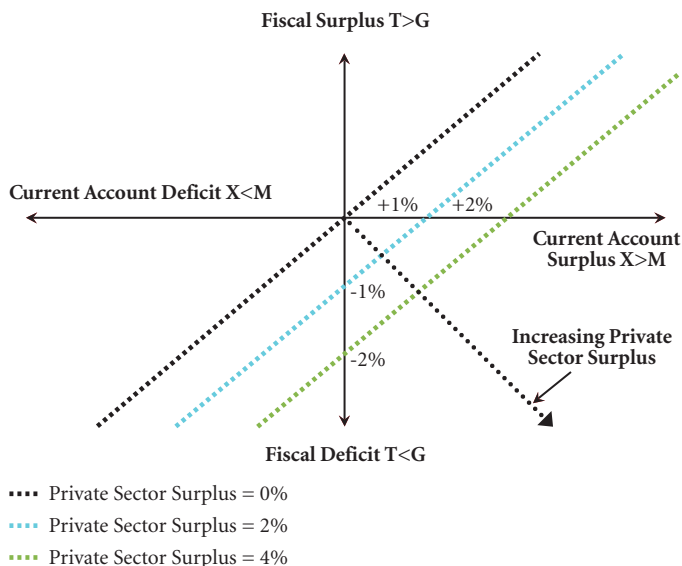 Fiscal Surplus T>G
Current Account Deficit X<M
+1%
+2%
Current Account
Surplus X>M
-1%
Increasing Private
Sector Surplus
-2%
Fiscal Deficit T<G
Private Sector Surplus = 0%
Private Sector Surplus = 2%
Private Sector Surplus = 4%